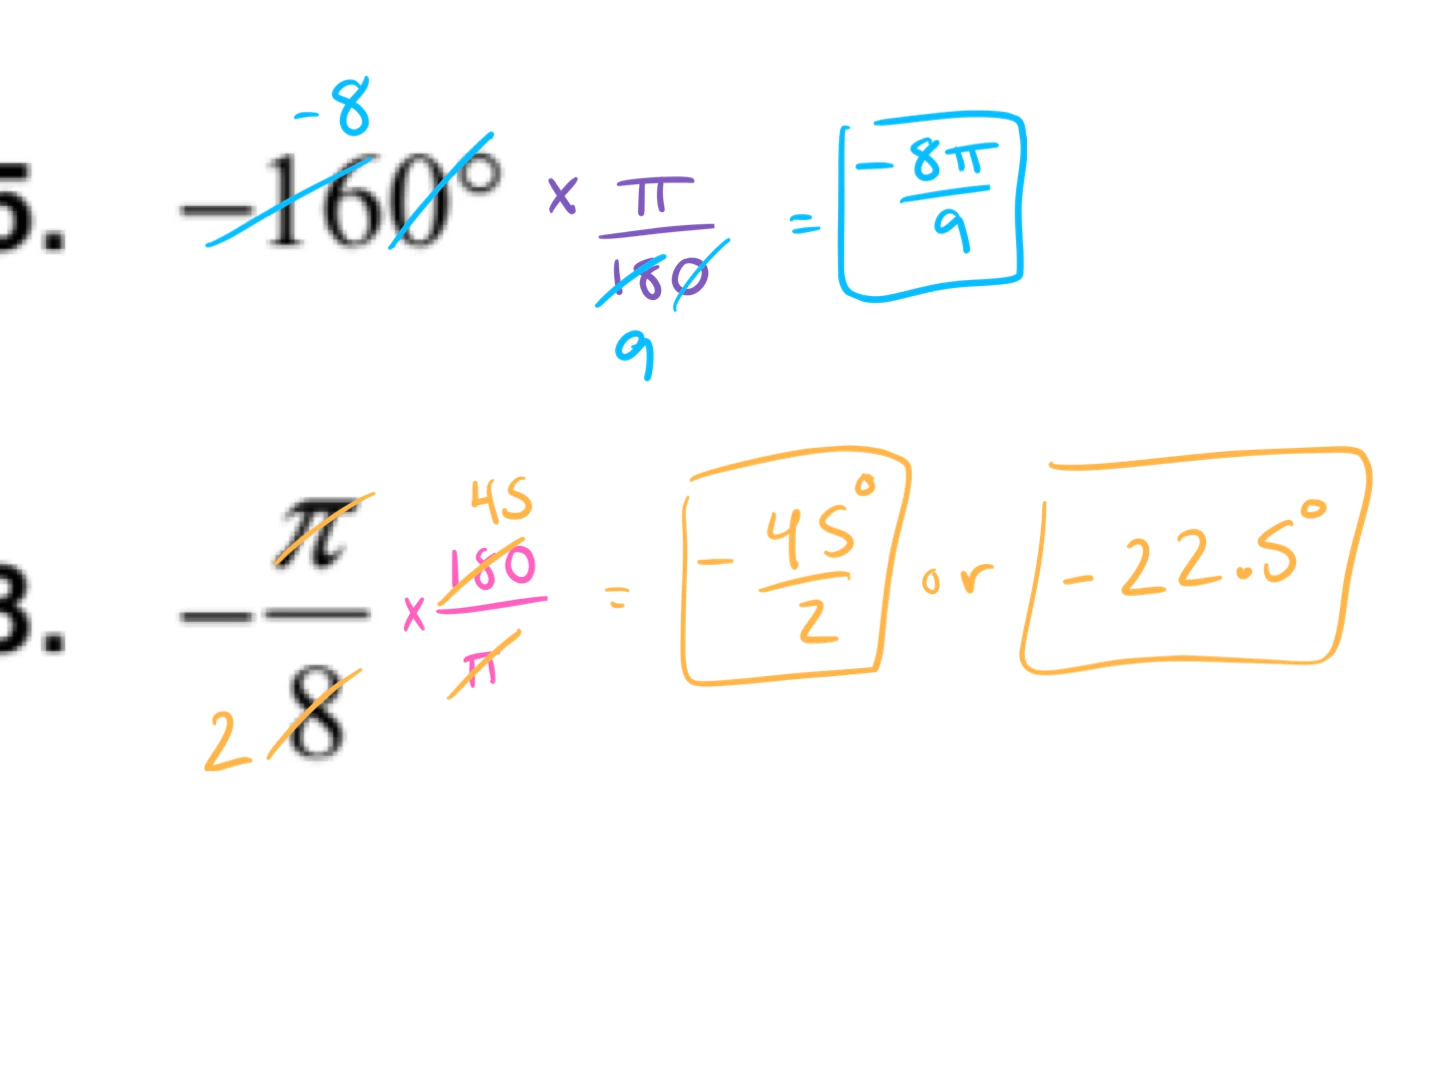 -8
5. −160° × π/180 = -8π/9
9
45
8. −π/8 × 180/π = -45°/2 or -22.5°
2